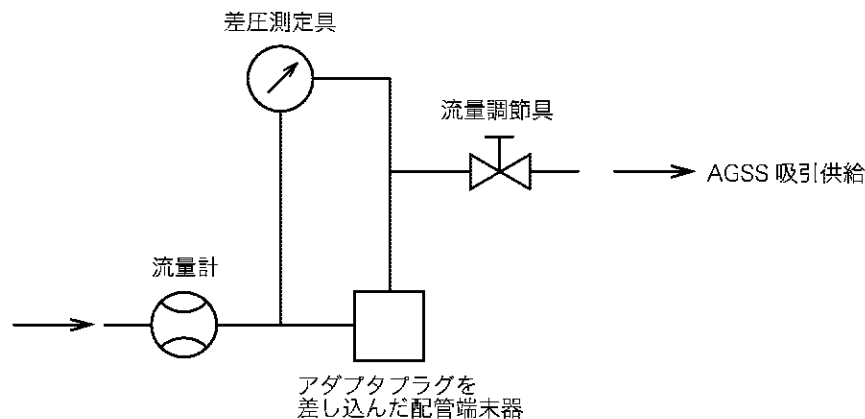 差圧測定具
流量調節具
AGSS 吸引供給
流量計
アダプタプラグを
差し込んだ配管端末器